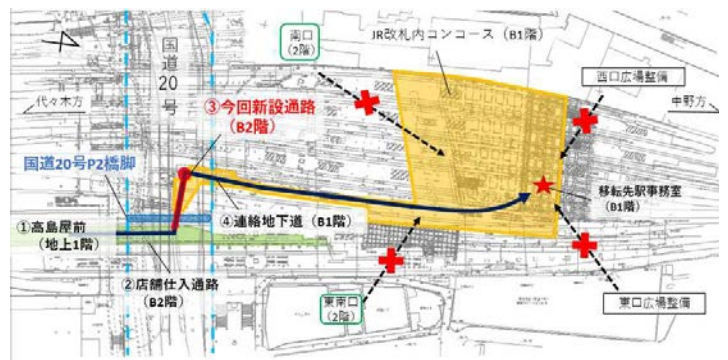 国道20号
代々木方
南口
(2階)
JR改札内コンコース(B1階)
西口広場整備
中野方
③今回新設通路
(B2階)
国道20号P2橋脚
移転先駅事務室
(B1階)
①高島屋前
(地上1階)
④連絡地下道(B1階)
②店舗仕入通路
(B2階)
東南口
(2階)
東口広場整備